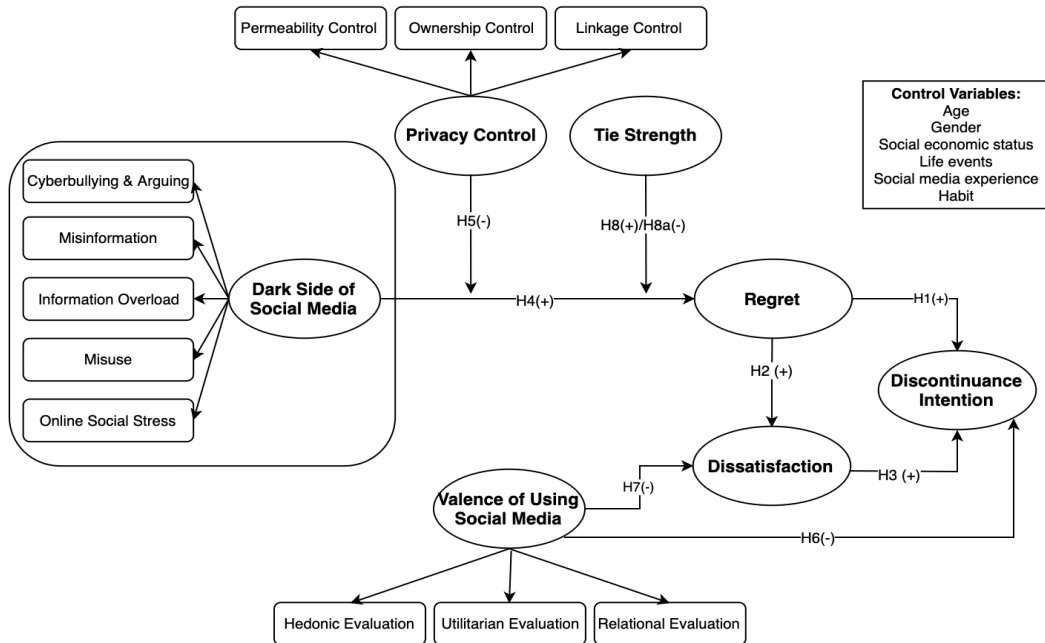 Permeability Control
Ownership Control
Linkage Control
Privacy Control
Tie Strength
Control Variables:
Age
Gender
Social economic status
Life events
Social media experience
Habit
Cyberbullying & Arguing
Misinformation
Information Overload
Misuse
Online Social Stress
Dark Side of
Social Media
H5(-)
H8(+)/H8a(-)
H4(+)
Regret
H1(+)
H2 (+)
Discontinuance
Intention
Dissatisfaction
H3 (+)
H7(-)
Valence of Using
Social Media
H6(-)
Hedonic Evaluation
Utilitarian Evaluation
Relational Evaluation